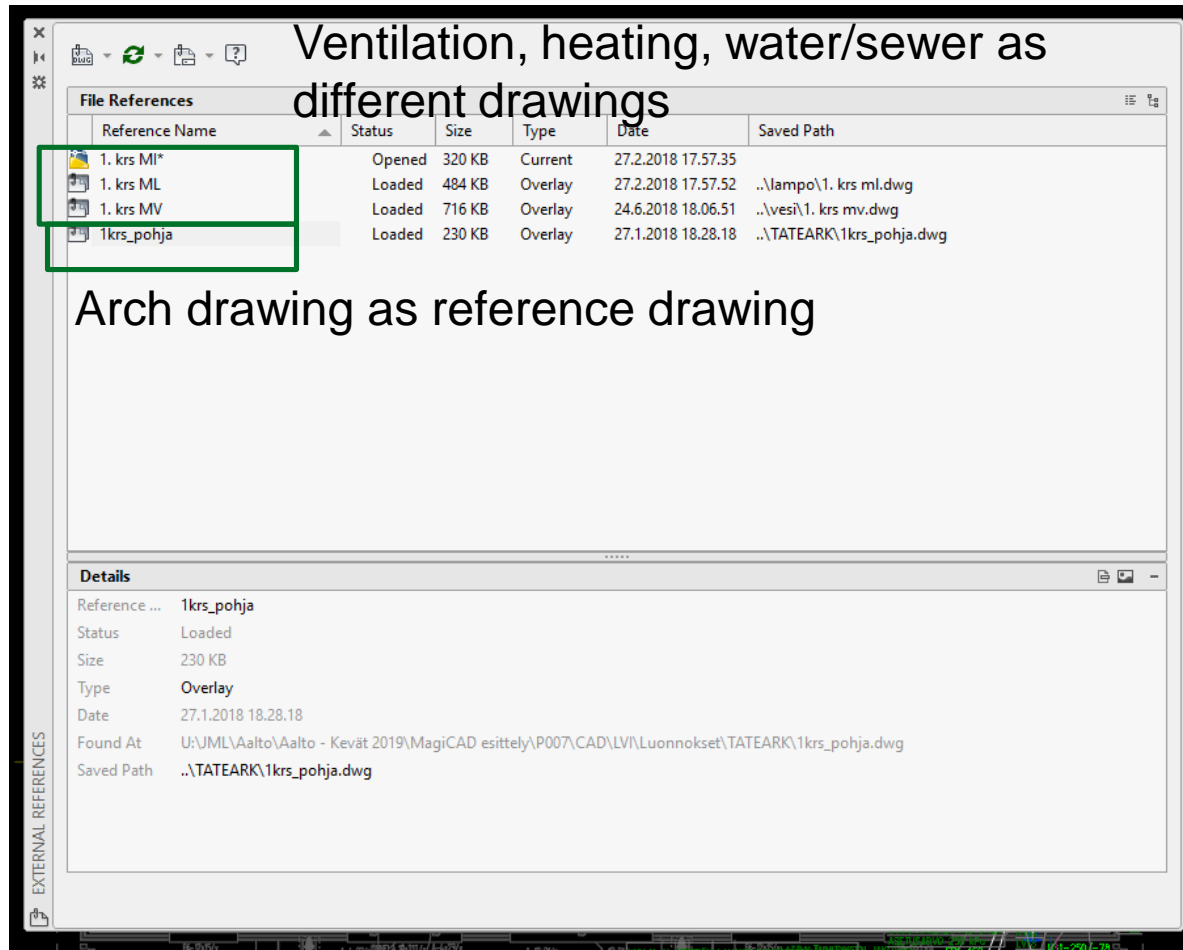 Ventilation, heating, water/sewer as
different drawings
DWG
File References
Reference Name Status Size Type Date Saved Path
1. krs MI* Opened 320 KB Current 27.2.2018 17.57.35
1. krs ML Loaded 484 KB Overlay 27.2.2018 17.57.52 ..\lampo\1. krs ml.dwg
1. krs MV Loaded 716 KB Overlay 24.6.2018 18.06.51 ..\vesi\1. krs mv.dwg
1krs_pohja Loaded 230 KB Overlay 27.1.2018 18.28.18 ..\TATEARK\1krs_pohja.dwg
Arch drawing as reference drawing
Details
Reference ... 1krs_pohja
Status Loaded
Size 230 KB
Type Overlay
Date 27.1.2018 18.28.18
Found At U:\JML\Aalto\Aalto - Kevät 2019\MagiCAD esittely\P007\CAD\LVI\Luonnokset\TATEARK\1krs_pohja.dwg
Saved Path ..\TATEARK\1krs_pohja.dwg
EXTERNAL REFERENCES